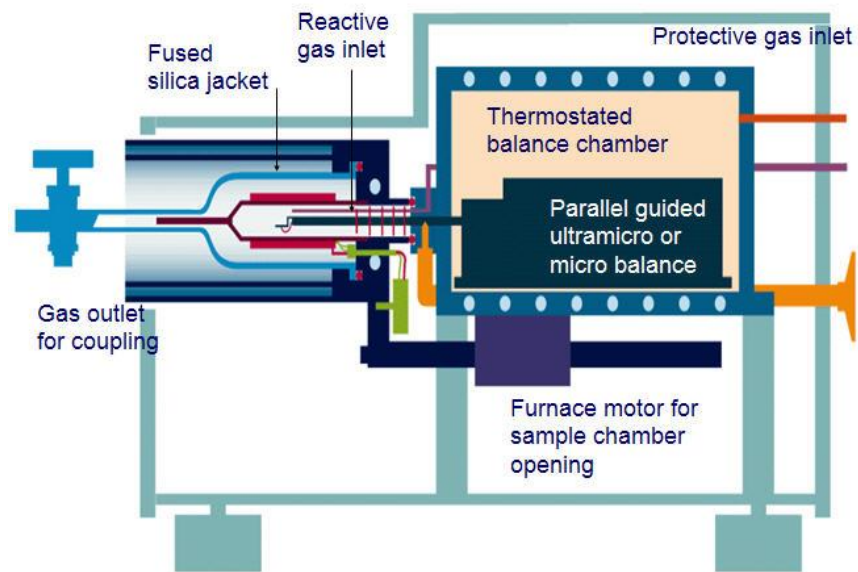 Reactive
gas inlet
Protective gas inlet
Fused
silica jacket
Thermostated
balance chamber
Parallel guided
ultramicro or
micro balance
Gas outlet
for coupling
Furnace motor for
sample chamber
opening